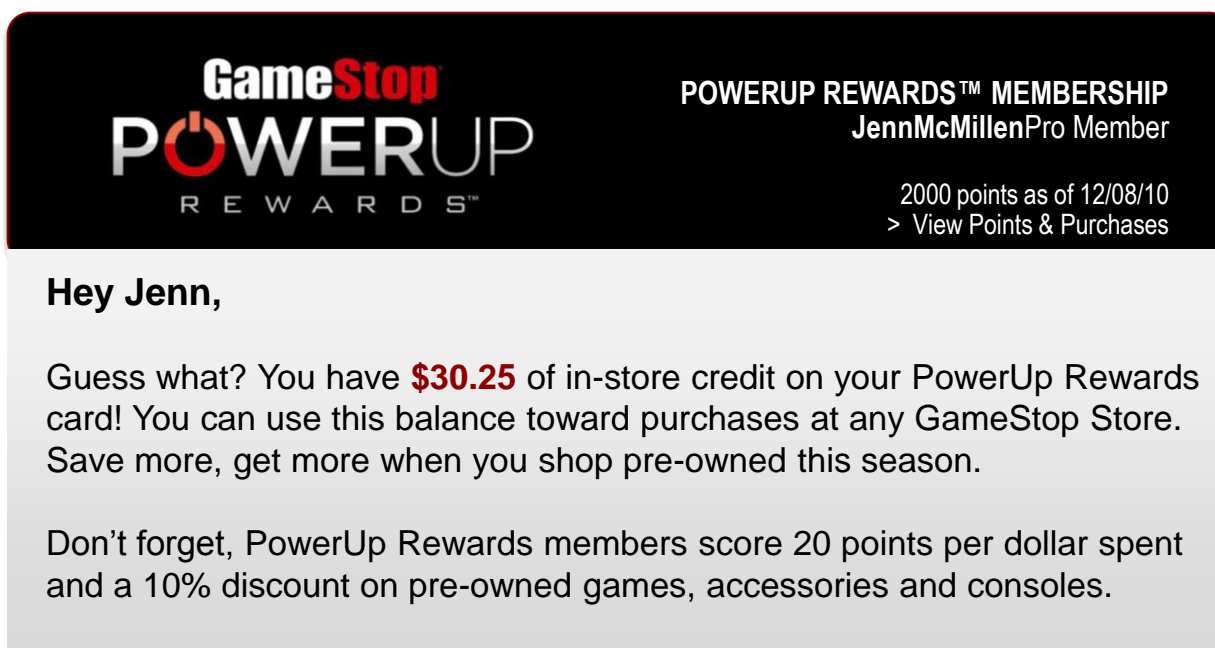 GameStop
POWERUP
REWARDS™
POWERUP REWARDS™ MEMBERSHIP
JennMcMillenPro Member
2000 points as of 12/08/10
> View Points & Purchases
Hey Jenn,
Guess what? You have $30.25 of in-store credit on your PowerUp Rewards
card! You can use this balance toward purchases at any GameStop Store.
Save more, get more when you shop pre-owned this season.
Don’t forget, PowerUp Rewards members score 20 points per dollar spent
and a 10% discount on pre-owned games, accessories and consoles.